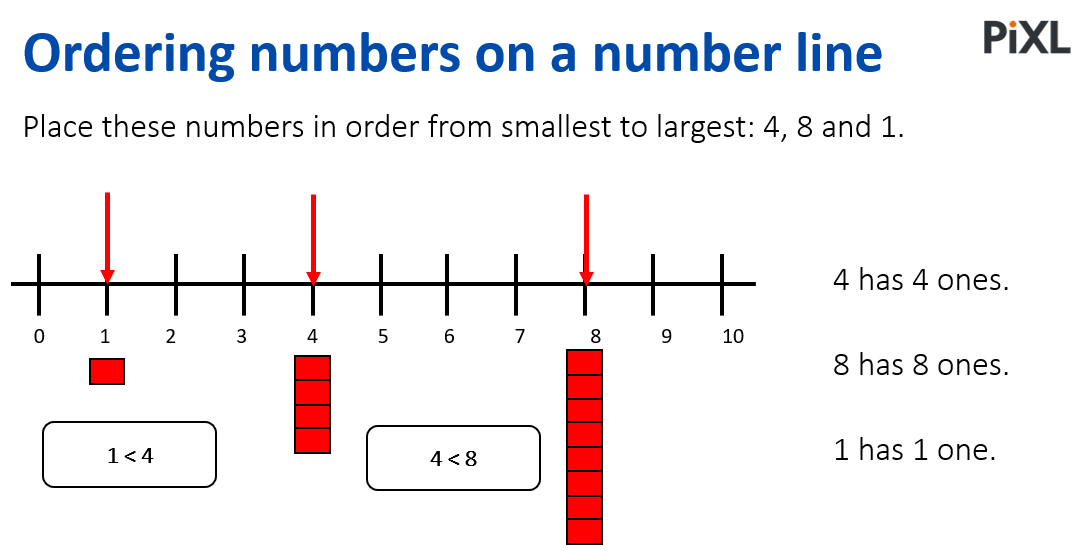 Ordering numbers on a number line
PiXL
Place these numbers in order from smallest to largest: 4, 8 and 1.
0 1 2 3 4 5 6 7 8 9 10
4 has 4 ones.
8 has 8 ones.
1 has 1 one.
1 < 4
4 < 8